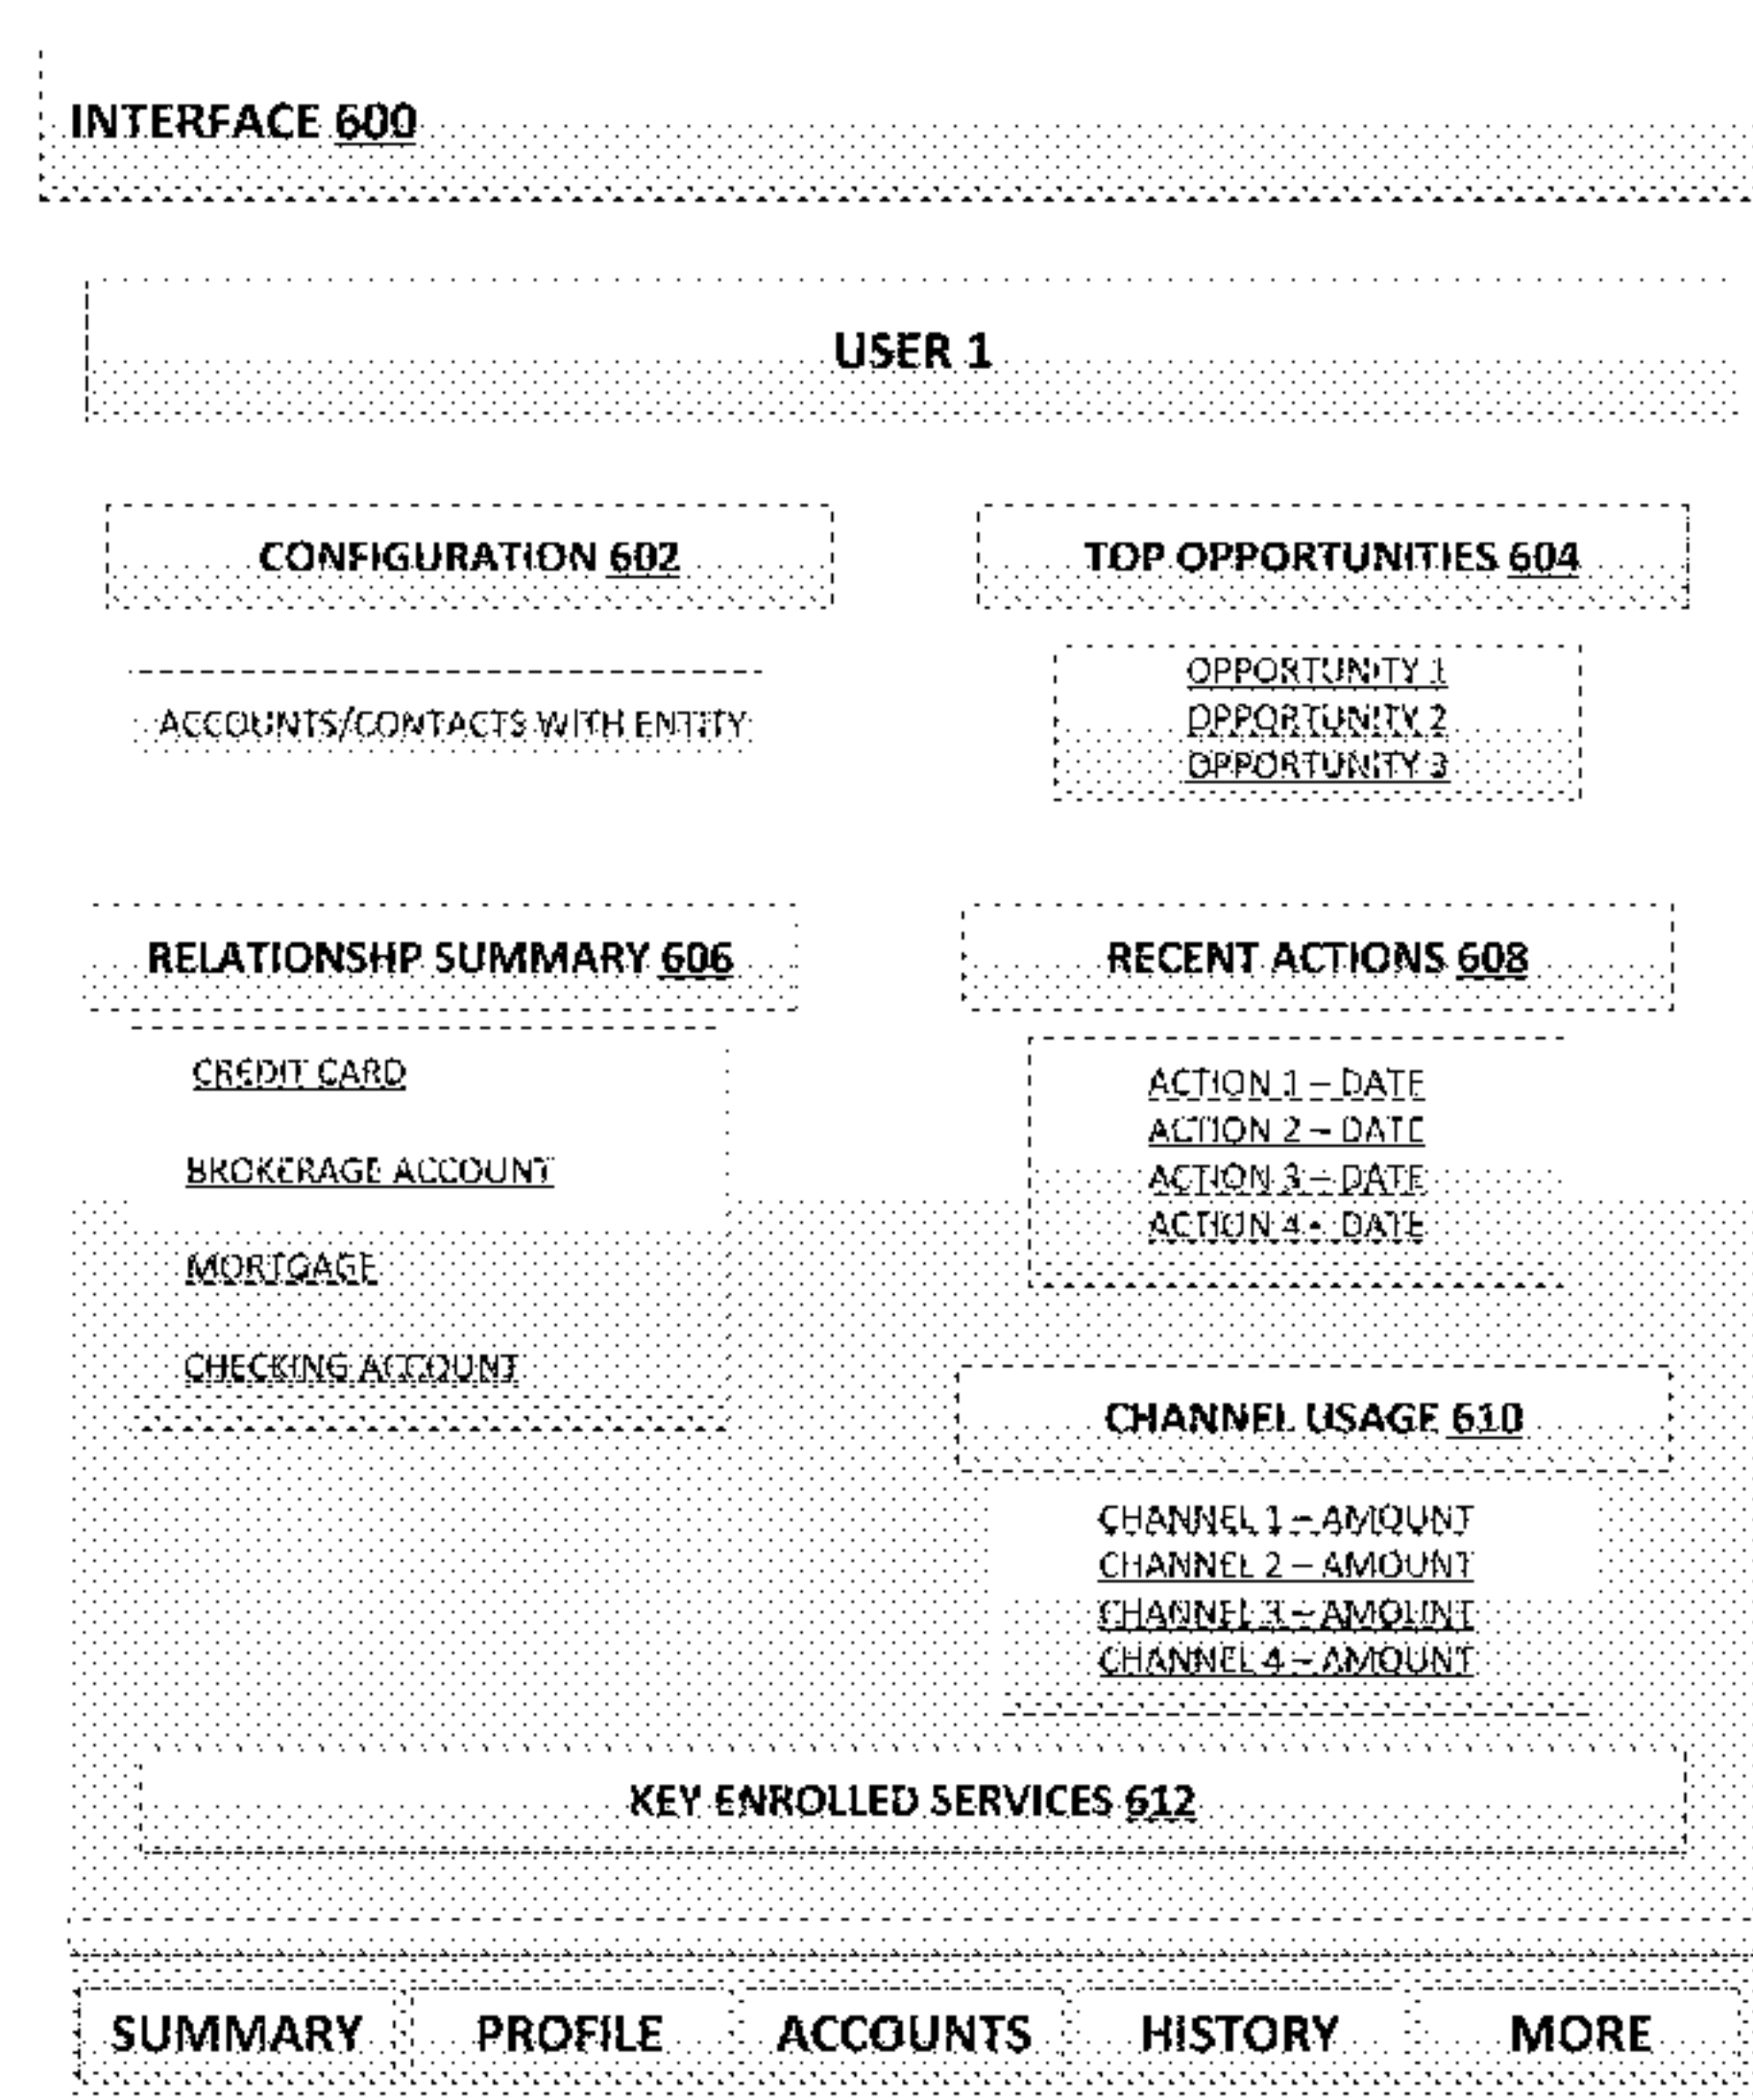 INTERFACE 600
USER 1
CONFIGURATION 602
ACCOUNTS/CONTACTS WITH ENTITY
TOP OPPORTUNITIES 604
OPPORTUNITY 1
OPPORTUNITY 2
OPPORTUNITY 3
RELATIONSHP SUMMARY 606
CREDIT CARD
BROKERAGE ACCOUNT
MORTGAGE
CHECKING ACCOUNT
RECENT ACTIONS 608
ACTION 1 – DATE
ACTION 2 – DATE
ACTION 3 – DATE
ACTION 4 - DATE
CHANNEL USAGE 610
CHANNEL 1 – AMOUNT
CHANNEL 2 – AMOUNT
CHANNEL 3 – AMOUNT
CHANNEL 4 – AMOUNT
KEY ENROLLED SERVICES 612
SUMMARY PROFILE ACCOUNTS HISTORY MORE